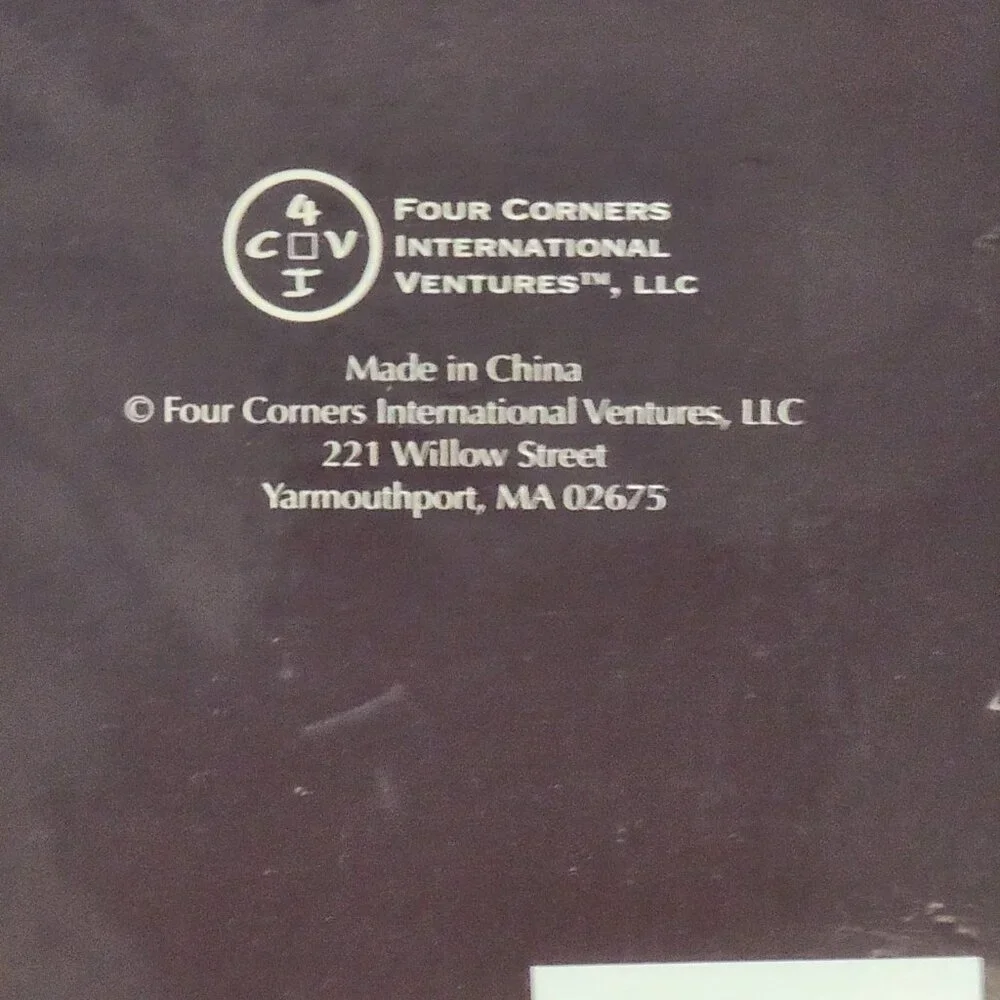 4
C V
I
FOUR CORNERS
INTERNATIONAL
VENTURES™, LLC
Made in China
© Four Corners International Ventures, LLC
221 Willow Street
Yarmouthport, MA 02675